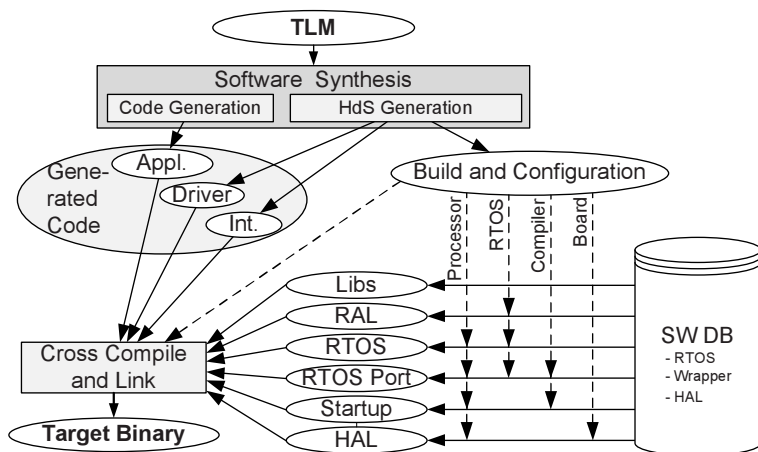 TLM
Software Synthesis
Code Generation
HdS Generation
Gene-
rated
Code
Appl.
Driver
Int.
Build and Configuration
Processor
RTOS
Compiler
Board
Libs
RAL
RTOS
RTOS Port
Startup
HAL
Cross Compile
and Link
Target Binary
SW DB
- RTOS
- Wrapper
- HAL